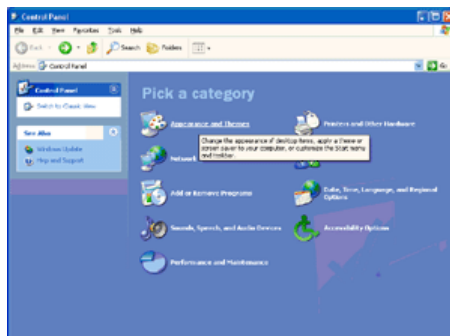 Control Panel
File Edit View Favorites Tools Help
Back Search Folders
Address Control Panel Go
Control Panel
Switch to Classic View
See Also
Windows Update
Help and Support
Pick a category
Appearance and Themes
Printers and Other Hardware
Change the appearance of desktop items, apply a theme or
screen saver to your computer, or customize the Start menu
and taskbar.
Network
Add or Remove Programs
Date, Time, Language, and Regional
Options
Sounds, Speech, and Audio Devices
Accessibility Options
Performance and Maintenance